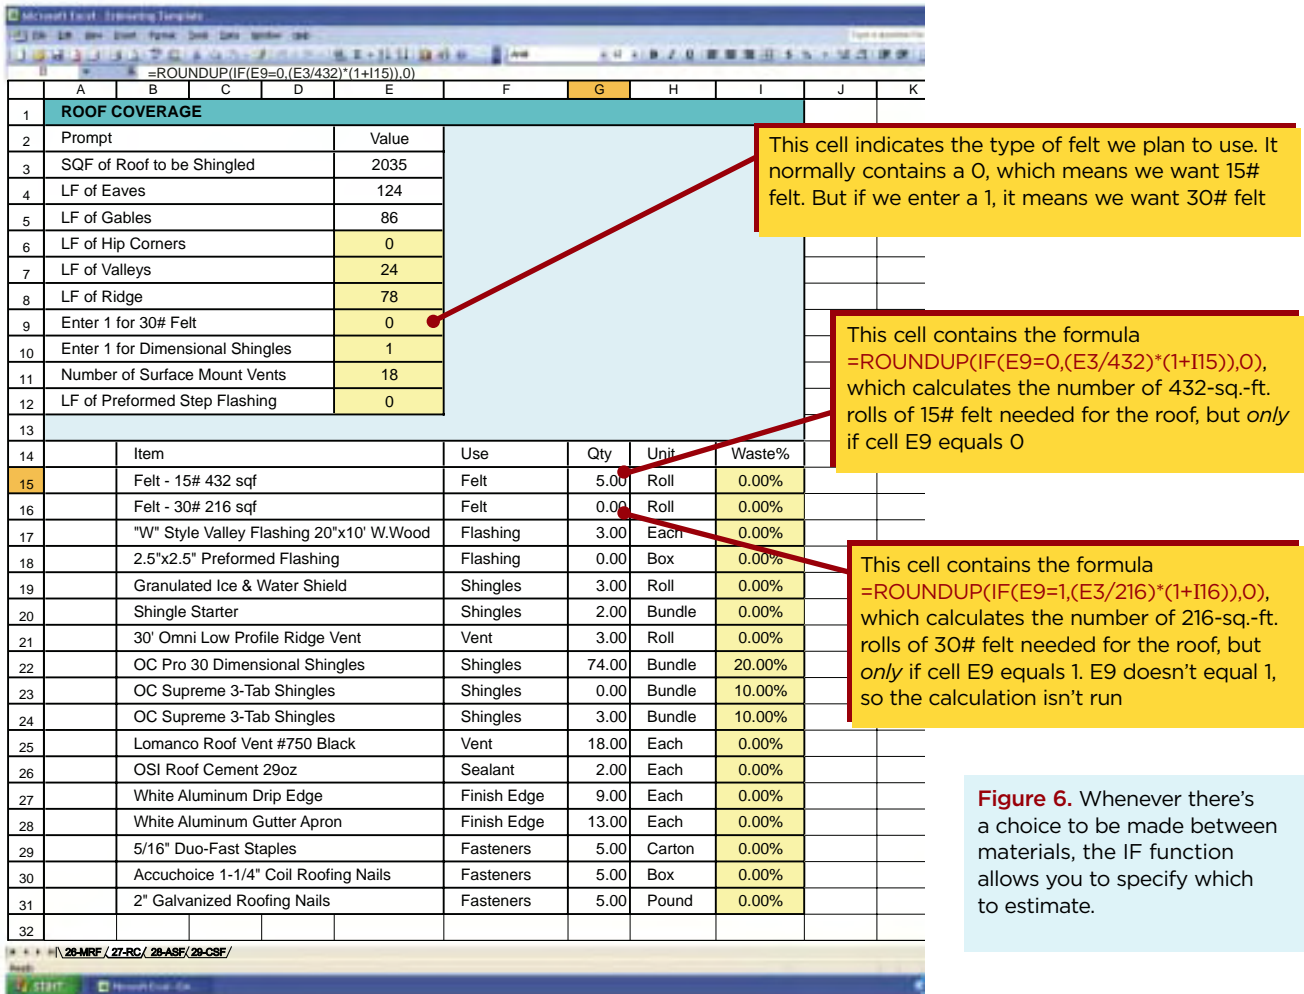 Microsoft Excel - Estimating Template
=ROUNDUP(IF(E9=0,(E3/432)*(1+I15)),0)
A B C D E F G H I J K
1 ROOF COVERAGE
2 Prompt Value
3 SQF of Roof to be Shingled 2035
4 LF of Eaves 124
5 LF of Gables 86
6 LF of Hip Corners 0
7 LF of Valleys 24
8 LF of Ridge 78
9 Enter 1 for 30# Felt 0
10 Enter 1 for Dimensional Shingles 1
11 Number of Surface Mount Vents 18
12 LF of Preformed Step Flashing 0
13
14 Item Use Qty Unit Waste%
15 Felt - 15# 432 sqf Felt 5.00 Roll 0.00%
16 Felt - 30# 216 sqf Felt 0.00 Roll 0.00%
17 "W" Style Valley Flashing 20"x10' W.Wood Flashing 3.00 Each 0.00%
18 2.5"x2.5" Preformed Flashing Flashing 0.00 Box 0.00%
19 Granulated Ice & Water Shield Shingles 3.00 Roll 0.00%
20 Shingle Starter Shingles 2.00 Bundle 0.00%
21 30' Omni Low Profile Ridge Vent Vent 3.00 Roll 0.00%
22 OC Pro 30 Dimensional Shingles Shingles 74.00 Bundle 20.00%
23 OC Supreme 3-Tab Shingles Shingles 0.00 Bundle 10.00%
24 OC Supreme 3-Tab Shingles Shingles 3.00 Bundle 10.00%
25 Lomanco Roof Vent #750 Black Vent 18.00 Each 0.00%
26 OSI Roof Cement 29oz Sealant 2.00 Each 0.00%
27 White Aluminum Drip Edge Finish Edge 9.00 Each 0.00%
28 White Aluminum Gutter Apron Finish Edge 13.00 Each 0.00%
29 5/16" Duo-Fast Staples Fasteners 5.00 Carton 0.00%
30 Accuchoice 1-1/4" Coil Roofing Nails Fasteners 5.00 Box 0.00%
31 2" Galvanized Roofing Nails Fasteners 5.00 Pound 0.00%
32
26-MRF / 27-RC / 28-ASF / 29-CSF /
start
This cell indicates the type of felt we plan to use. It
normally contains a 0, which means we want 15#
felt. But if we enter a 1, it means we want 30# felt
This cell contains the formula
=ROUNDUP(IF(E9=0,(E3/432)*(1+I15)),0),
which calculates the number of 432-sq.-ft.
rolls of 15# felt needed for the roof, but only
if cell E9 equals 0
This cell contains the formula
=ROUNDUP(IF(E9=1,(E3/216)*(1+I16)),0),
which calculates the number of 216-sq.-ft.
rolls of 30# felt needed for the roof, but
only if cell E9 equals 1. E9 doesn't equal 1,
so the calculation isn't run
Figure 6. Whenever there's
a choice to be made between
materials, the IF function
allows you to specify which
to estimate.